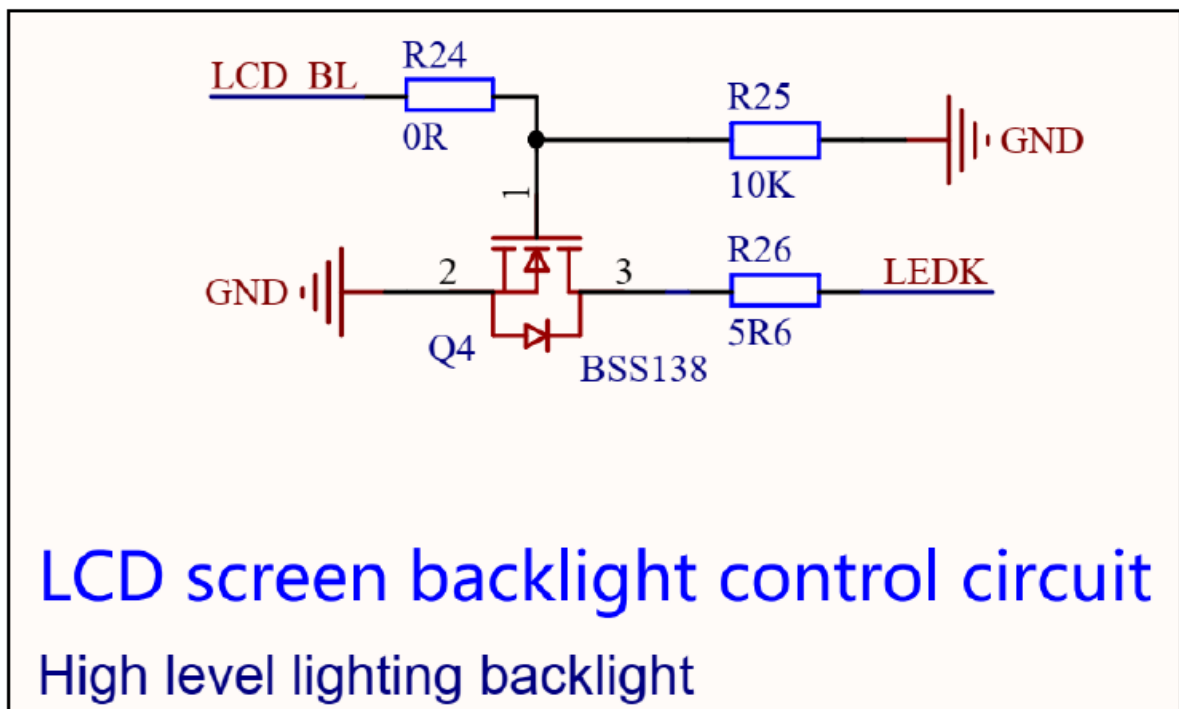 R24
LCD_BL
0R
R25
10K
GND
1
GND
2
3
R26
5R6
LEDK
Q4
BSS138
LCD screen backlight control circuit
High level lighting backlight